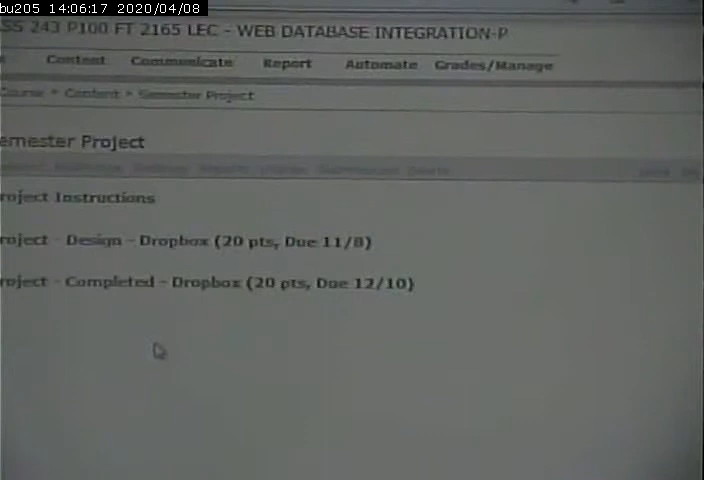 bu205 14:06:17 2020/04/08
SS 243 P100 FT 2165 LEC - WEB DATABASE INTEGRATION-P
Content Communicate Report Automate Grades/Manage
Course Content Semester Project
emester Project
roject Instructions
roject - Design - Dropbox (20 pts, Due 11/8)
roject - Completed - Dropbox (20 pts, Due 12/10)